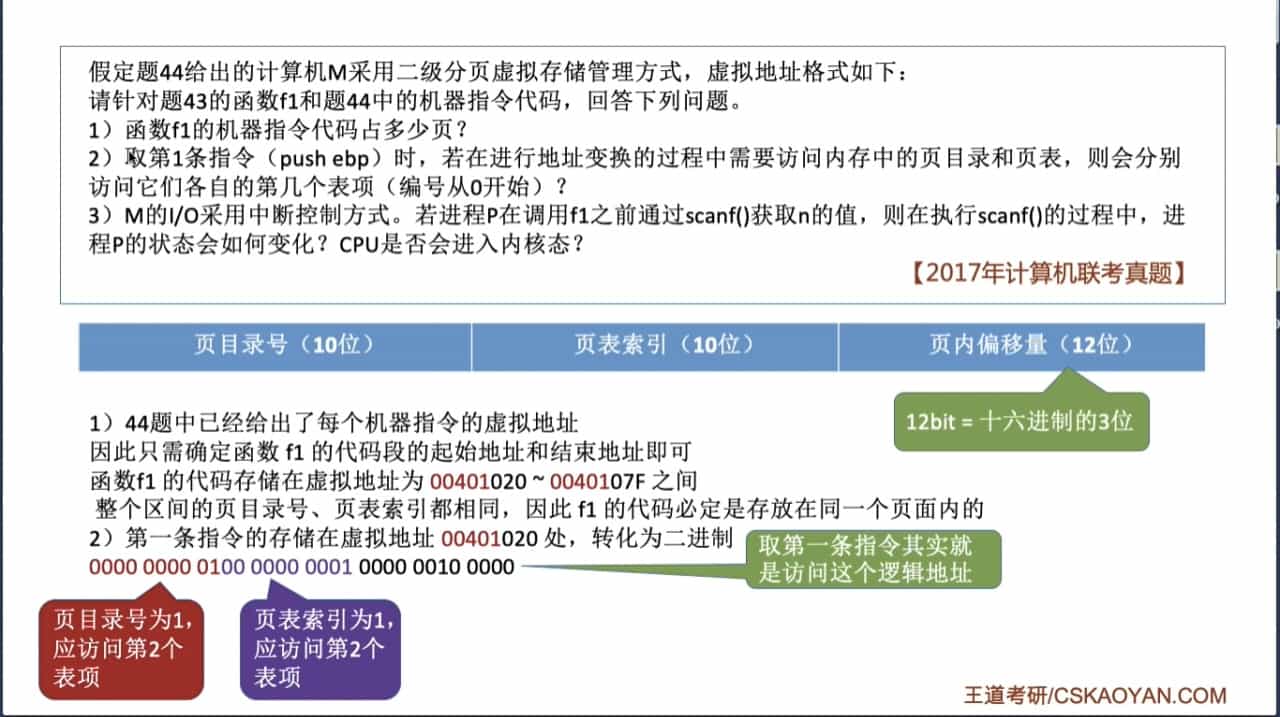 假定题44给出的计算机M采用二级分页虚拟存储管理方式，虚拟地址格式如下：
请针对题43的函数f1和题44中的机器指令代码，回答下列问题。
1）函数f1的机器指令代码占多少页？
2）取第1条指令（push ebp）时，若在进行地址变换的过程中需要访问内存中的页目录和页表，则会分别
访问它们各自的第几个表项（编号从0开始）？
3）M的I/O采用中断控制方式。若进程P在调用f1之前通过scanf()获取n的值，则在执行scanf()的过程中，进
程P的状态会如何变化？CPU是否会进入内核态？
【2017年计算机联考真题】
页目录号（10位）
页表索引（10位）
页内偏移量（12位）
12bit = 十六进制的3位
1）44题中已经给出了每个机器指令的虚拟地址
因此只需确定函数 f1 的代码段的起始地址和结束地址即可
函数f1 的代码存储在虚拟地址为 00401020 ~ 0040107F 之间
整个区间的页目录号、页表索引都相同，因此 f1 的代码必定是存放在同一个页面内的
2）第一条指令的存储在虚拟地址 00401020 处，转化为二进制
0000 0000 0100 0000 0001 0000 0010 0000
取第一条指令其实就
是访问这个逻辑地址
页目录号为1，
应访问第2个
表项
页表索引为1，
应访问第2个
表项
王道考研/CSKAOYAN.COM